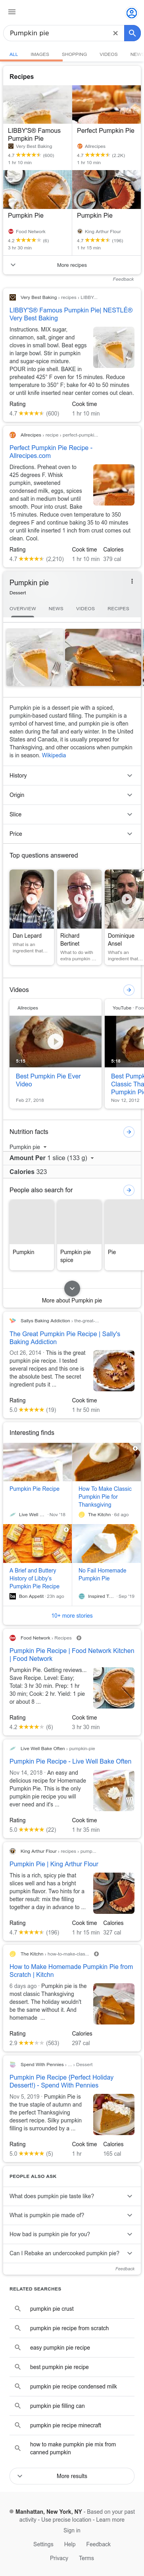 Pumpkin pie
ALL IMAGES SHOPPING VIDEOS
Recipes
LIBBY'S® Famous
Pumpkin Pie
Very Best Baking
4.7 (600)
1 hr 10 min
Perfect Pumpkin Pie
Allrecipes
4.7 (2.2K)
1 hr 10 min
Pumpkin Pie
Food Network
4.2 (6)
3 hr 30 min
Pumpkin Pie
King Arthur Flour
4.7 (196)
1 hr 15 min
More recipes
Feedback
Very Best Baking › recipes › LIBBY...
LIBBY'S® Famous Pumpkin Pie| NESTLÉ®
Very Best Baking
Instructions. MIX sugar,
cinnamon, salt, ginger and
cloves in small bowl. Beat eggs
in large bowl. Stir in pumpkin
and sugar-spice mixture.
POUR into pie shell. BAKE in
preheated 425° F oven for 15 minutes. Reduce
temperature to 350° F; bake for 40 to 50 minutes
or until knife inserted near center comes out clean.
Rating Cook time
4.7 (600) 1 hr 10 min
Allrecipes › recipe › perfect-pumpki...
Perfect Pumpkin Pie Recipe -
Allrecipes.com
Directions. Preheat oven to
425 degrees F. Whisk
pumpkin, sweetened
condensed milk, eggs, spices
and salt in medium bowl until
smooth. Pour into crust. Bake
15 minutes. Reduce oven temperature to 350
degrees F and continue baking 35 to 40 minutes
or until knife inserted 1 inch from crust comes out
clean. Cool.
Rating Cook time Calories
4.7 (2,210) 1 hr 10 min 379 cal
Pumpkin pie
Dessert
OVERVIEW NEWS VIDEOS RECIPES
Pumpkin pie is a dessert pie with a spiced,
pumpkin-based custard filling. The pumpkin is a
symbol of harvest time, and pumpkin pie is often
eaten during the fall and early winter. In the United
States and Canada, it is usually prepared for
Thanksgiving, and other occasions when pumpkin
is in season. Wikipedia
History
Origin
Slice
Price
Top questions answered
Dan Lepard
What is an
ingredient that...
Richard
Bertinet
What to do with
extra pumpkin ...
Dominique
Ansel
What's an
ingredient that...
Videos
Allrecipes
5:15
Best Pumpkin Pie Ever
Video
Feb 27, 2018
YouTube
5:18
Nov 12, 2012
Nutrition facts
Pumpkin pie
Amount Per 1 slice (133 g)
Calories 323
People also search for
Pumpkin
Pumpkin pie
spice
Pie
More about Pumpkin pie
Sallys Baking Addiction › the-great-...
The Great Pumpkin Pie Recipe | Sally's
Baking Addiction
Oct 26, 2014 · This is the great
pumpkin pie recipe. I tested
several recipes and this one is
the absolute best. The secret
ingredient puts it ...
Rating Cook time
5.0 (19) 1 hr 50 min
Interesting finds
Pumpkin Pie Recipe
Live Well ... · Nov '18
How To Make Classic
Pumpkin Pie for
Thanksgiving
The Kitchn · 6d ago
A Brief and Buttery
History of Libby's
Pumpkin Pie Recipe
Bon Appetit · 23h ago
No Fail Homemade
Pumpkin Pie
Inspired T... · Sep '18
10+ more stories
Food Network › Recipes
Pumpkin Pie Recipe | Food Network Kitchen
| Food Network
Pumpkin Pie. Getting reviews...
Save Recipe. Level: Easy;
Total: 3 hr 30 min. Prep: 1 hr
30 min; Cook: 2 hr. Yield: 1 pie
or about 8 ...
Rating Cook time
4.2 (6) 3 hr 30 min
Live Well Bake Often › pumpkin-pie
Pumpkin Pie Recipe - Live Well Bake Often
Nov 14, 2018 · An easy and
delicious recipe for Homemade
Pumpkin Pie. This is the only
pumpkin pie recipe you will
ever need and it's ...
Rating Cook time
5.0 (22) 1 hr 35 min
King Arthur Flour › recipes › pump...
Pumpkin Pie | King Arthur Flour
This is a rich, spicy pie that
pleases well and has a bright
pumpkin flavor. Two hints for a
better result: mix the filling
together a day in advance to ...
Rating Cook time Calories
4.7 (196) 1 hr 15 min 327 cal
The Kitchn › how-to-make-clas...
How to Make Homemade Pumpkin Pie from
Scratch | Kitchn
6 days ago · Pumpkin pie is the
most classic Thanksgiving
dessert. The holiday wouldn't
be the same without it. And
homemade ...
Rating Calories
2.9 (563) 297 cal
Spend With Pennies › ... › Dessert
Pumpkin Pie Recipe {Perfect Holiday
Dessert!} - Spend With Pennies
Nov 5, 2019 · Pumpkin Pie is
the true staple of autumn and
the perfect Thanksgiving
dessert recipe. Silky pumpkin
filling is surrounded by a ...
Rating Cook time Calories
5.0 (5) 1 hr 165 cal
PEOPLE ALSO ASK
What does pumpkin pie taste like?
What is pumpkin pie made of?
How bad is pumpkin pie for you?
Can I Rebake an undercooked pumpkin pie?
Feedback
RELATED SEARCHES
pumpkin pie crust
pumpkin pie recipe from scratch
easy pumpkin pie recipe
best pumpkin pie recipe
pumpkin pie recipe condensed milk
pumpkin pie filling can
pumpkin pie recipe minecraft
how to make pumpkin pie mix from
canned pumpkin
More results
Manhattan, New York, NY - Based on your past
activity - Use precise location - Learn more
Sign in
Settings Help Feedback
Privacy Terms